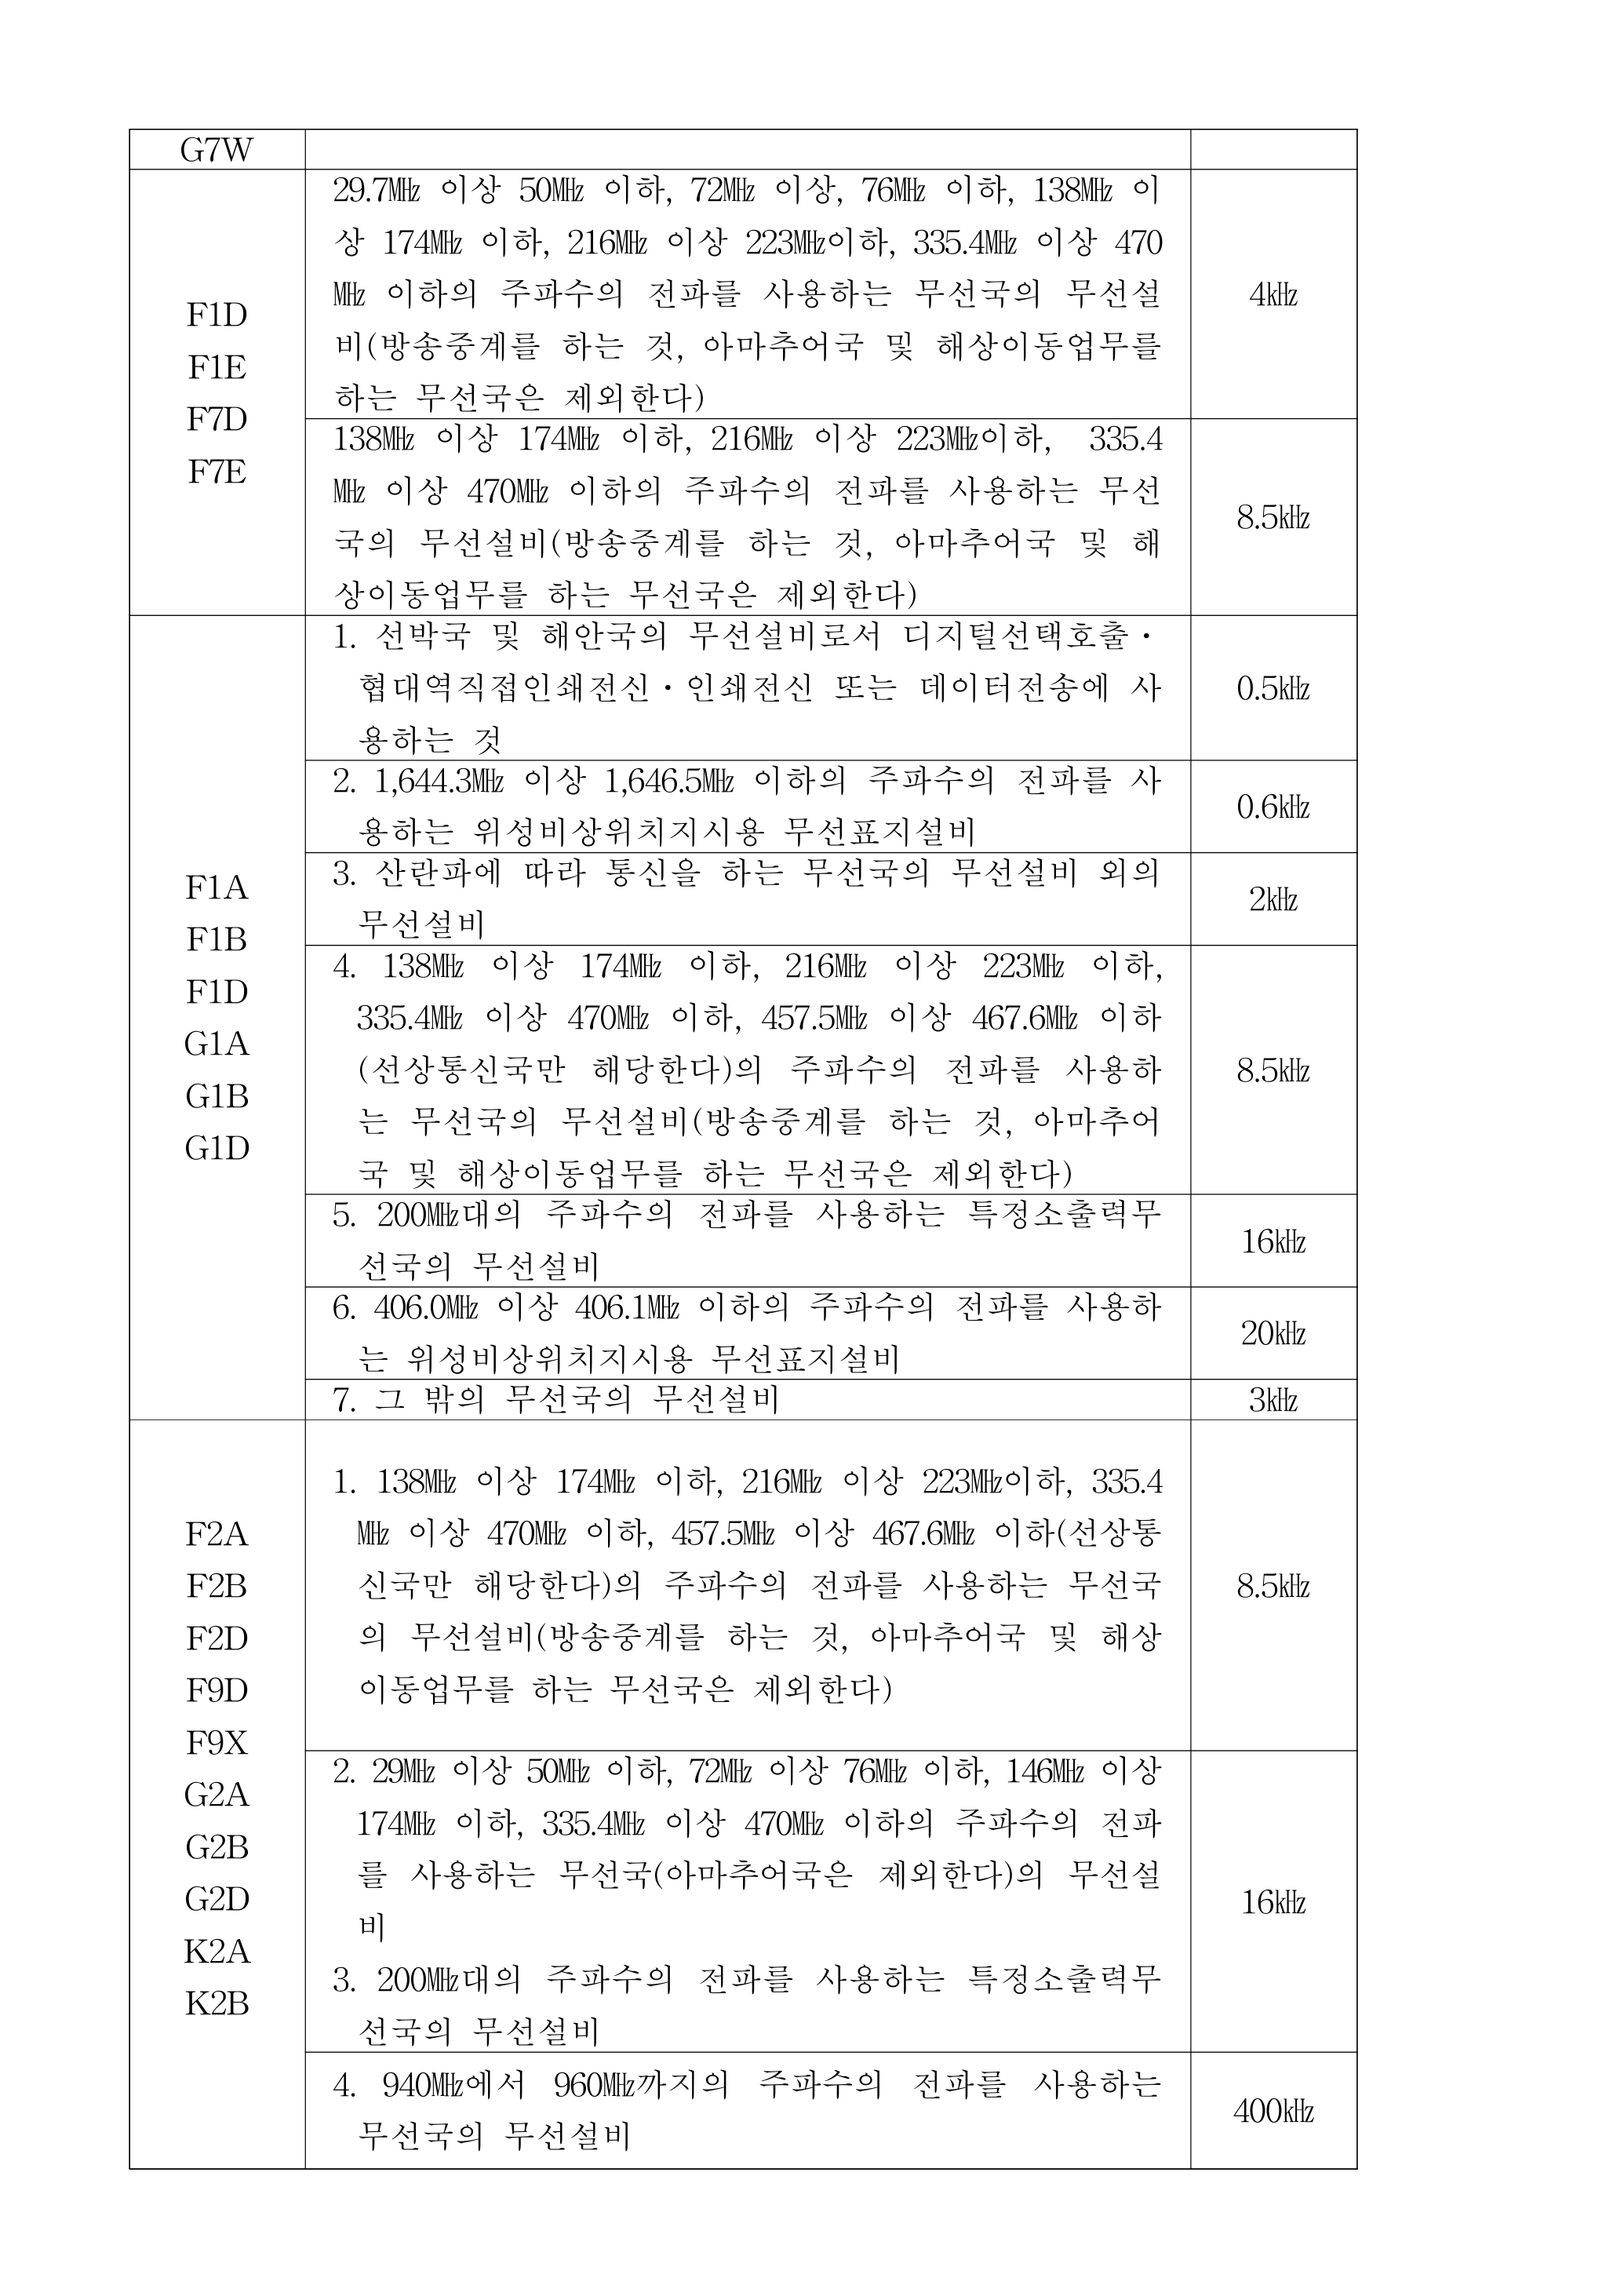 G7W
F1D
F1E
F7D
F7E
29.7㎒ 이상 50㎒ 이하, 72㎒ 이상, 76㎒ 이하, 138㎒ 이
상 174㎒ 이하, 216㎒ 이상 223㎒이하, 335.4㎒ 이상 470
㎒ 이하의 주파수의 전파를 사용하는 무선국의 무선설
비(방송중계를 하는 것, 아마추어국 및 해상이동업무를
하는 무선국은 제외한다)
4㎑
138㎒ 이상 174㎒ 이하, 216㎒ 이상 223㎒이하, 335.4
㎒ 이상 470㎒ 이하의 주파수의 전파를 사용하는 무선
국의 무선설비(방송중계를 하는 것, 아마추어국 및 해
상이동업무를 하는 무선국은 제외한다)
8.5㎑
F1A
F1B
F1D
G1A
G1B
G1D
1. 선박국 및 해안국의 무선설비로서 디지털선택호출·
협대역직접인쇄전신·인쇄전신 또는 데이터전송에 사
용하는 것
0.5㎑
2. 1,644.3㎒ 이상 1,646.5㎒ 이하의 주파수의 전파를 사
용하는 위성비상위치지시용 무선표지설비
0.6㎑
3. 산란파에 따라 통신을 하는 무선국의 무선설비 외의
무선설비
2㎑
4. 138㎒ 이상 174㎒ 이하, 216㎒ 이상 223㎒ 이하,
335.4㎒ 이상 470㎒ 이하, 457.5㎒ 이상 467.6㎒ 이하
(선상통신국만 해당한다)의 주파수의 전파를 사용하
는 무선국의 무선설비(방송중계를 하는 것, 아마추어
국 및 해상이동업무를 하는 무선국은 제외한다)
8.5㎑
5. 200㎒대의 주파수의 전파를 사용하는 특정소출력무
선국의 무선설비
16㎑
6. 406.0㎒ 이상 406.1㎒ 이하의 주파수의 전파를 사용하
는 위성비상위치지시용 무선표지설비
20㎑
7. 그 밖의 무선국의 무선설비
3㎑
F2A
F2B
F2D
F9D
F9X
G2A
G2B
G2D
K2A
K2B
1. 138㎒ 이상 174㎒ 이하, 216㎒ 이상 223㎒이하, 335.4
㎒ 이상 470㎒ 이하, 457.5㎒ 이상 467.6㎒ 이하(선상통
신국만 해당한다)의 주파수의 전파를 사용하는 무선국
의 무선설비(방송중계를 하는 것, 아마추어국 및 해상
이동업무를 하는 무선국은 제외한다)
8.5㎑
2. 29㎒ 이상 50㎒ 이하, 72㎒ 이상 76㎒ 이하, 146㎒ 이상
174㎒ 이하, 335.4㎒ 이상 470㎒ 이하의 주파수의 전파
를 사용하는 무선국(아마추어국은 제외한다)의 무선설
비
3. 200㎒대의 주파수의 전파를 사용하는 특정소출력무
선국의 무선설비
16㎑
4. 940㎒에서 960㎒까지의 주파수의 전파를 사용하는
무선국의 무선설비
400㎑